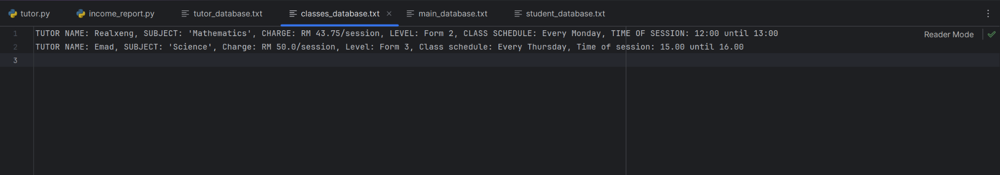 tutor.py income_report.py tutor_database.txt classes_database.txt main_database.txt student_database.txt
1 TUTOR NAME: Realxeng, SUBJECT: 'Mathematics', CHARGE: RM 43.75/session, LEVEL: Form 2, CLASS SCHEDULE: Every Monday, TIME OF SESSION: 12:00 until 13:00
Reader Mode
2 TUTOR NAME: Emad, SUBJECT: 'Science', Charge: RM 50.0/session, Level: Form 3, Class schedule: Every Thursday, Time of session: 15.00 until 16.00
3